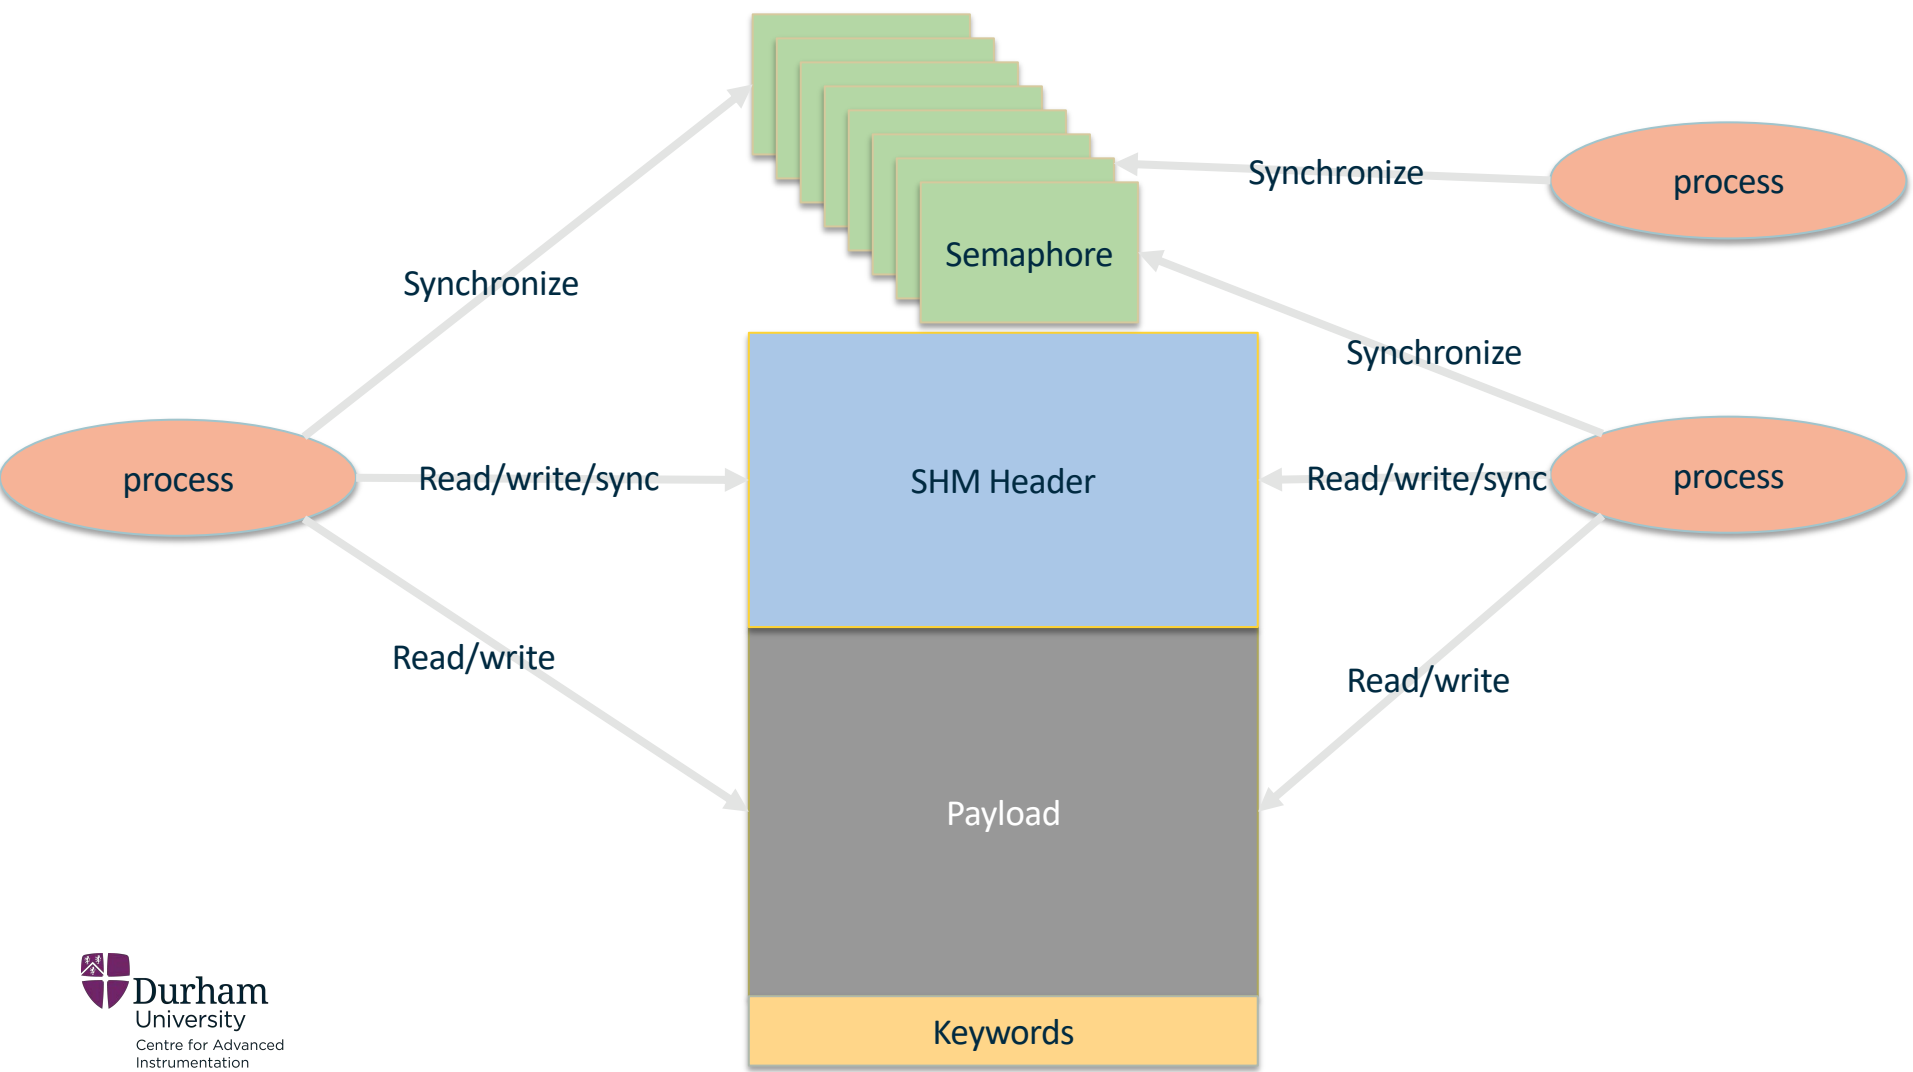 Synchronize
process
Semaphore
Synchronize
Synchronize
process
Read/write/sync
SHM Header
Read/write/sync
process
Read/write
Read/write
Payload
Keywords
Durham
University
Centre for Advanced
Instrumentation